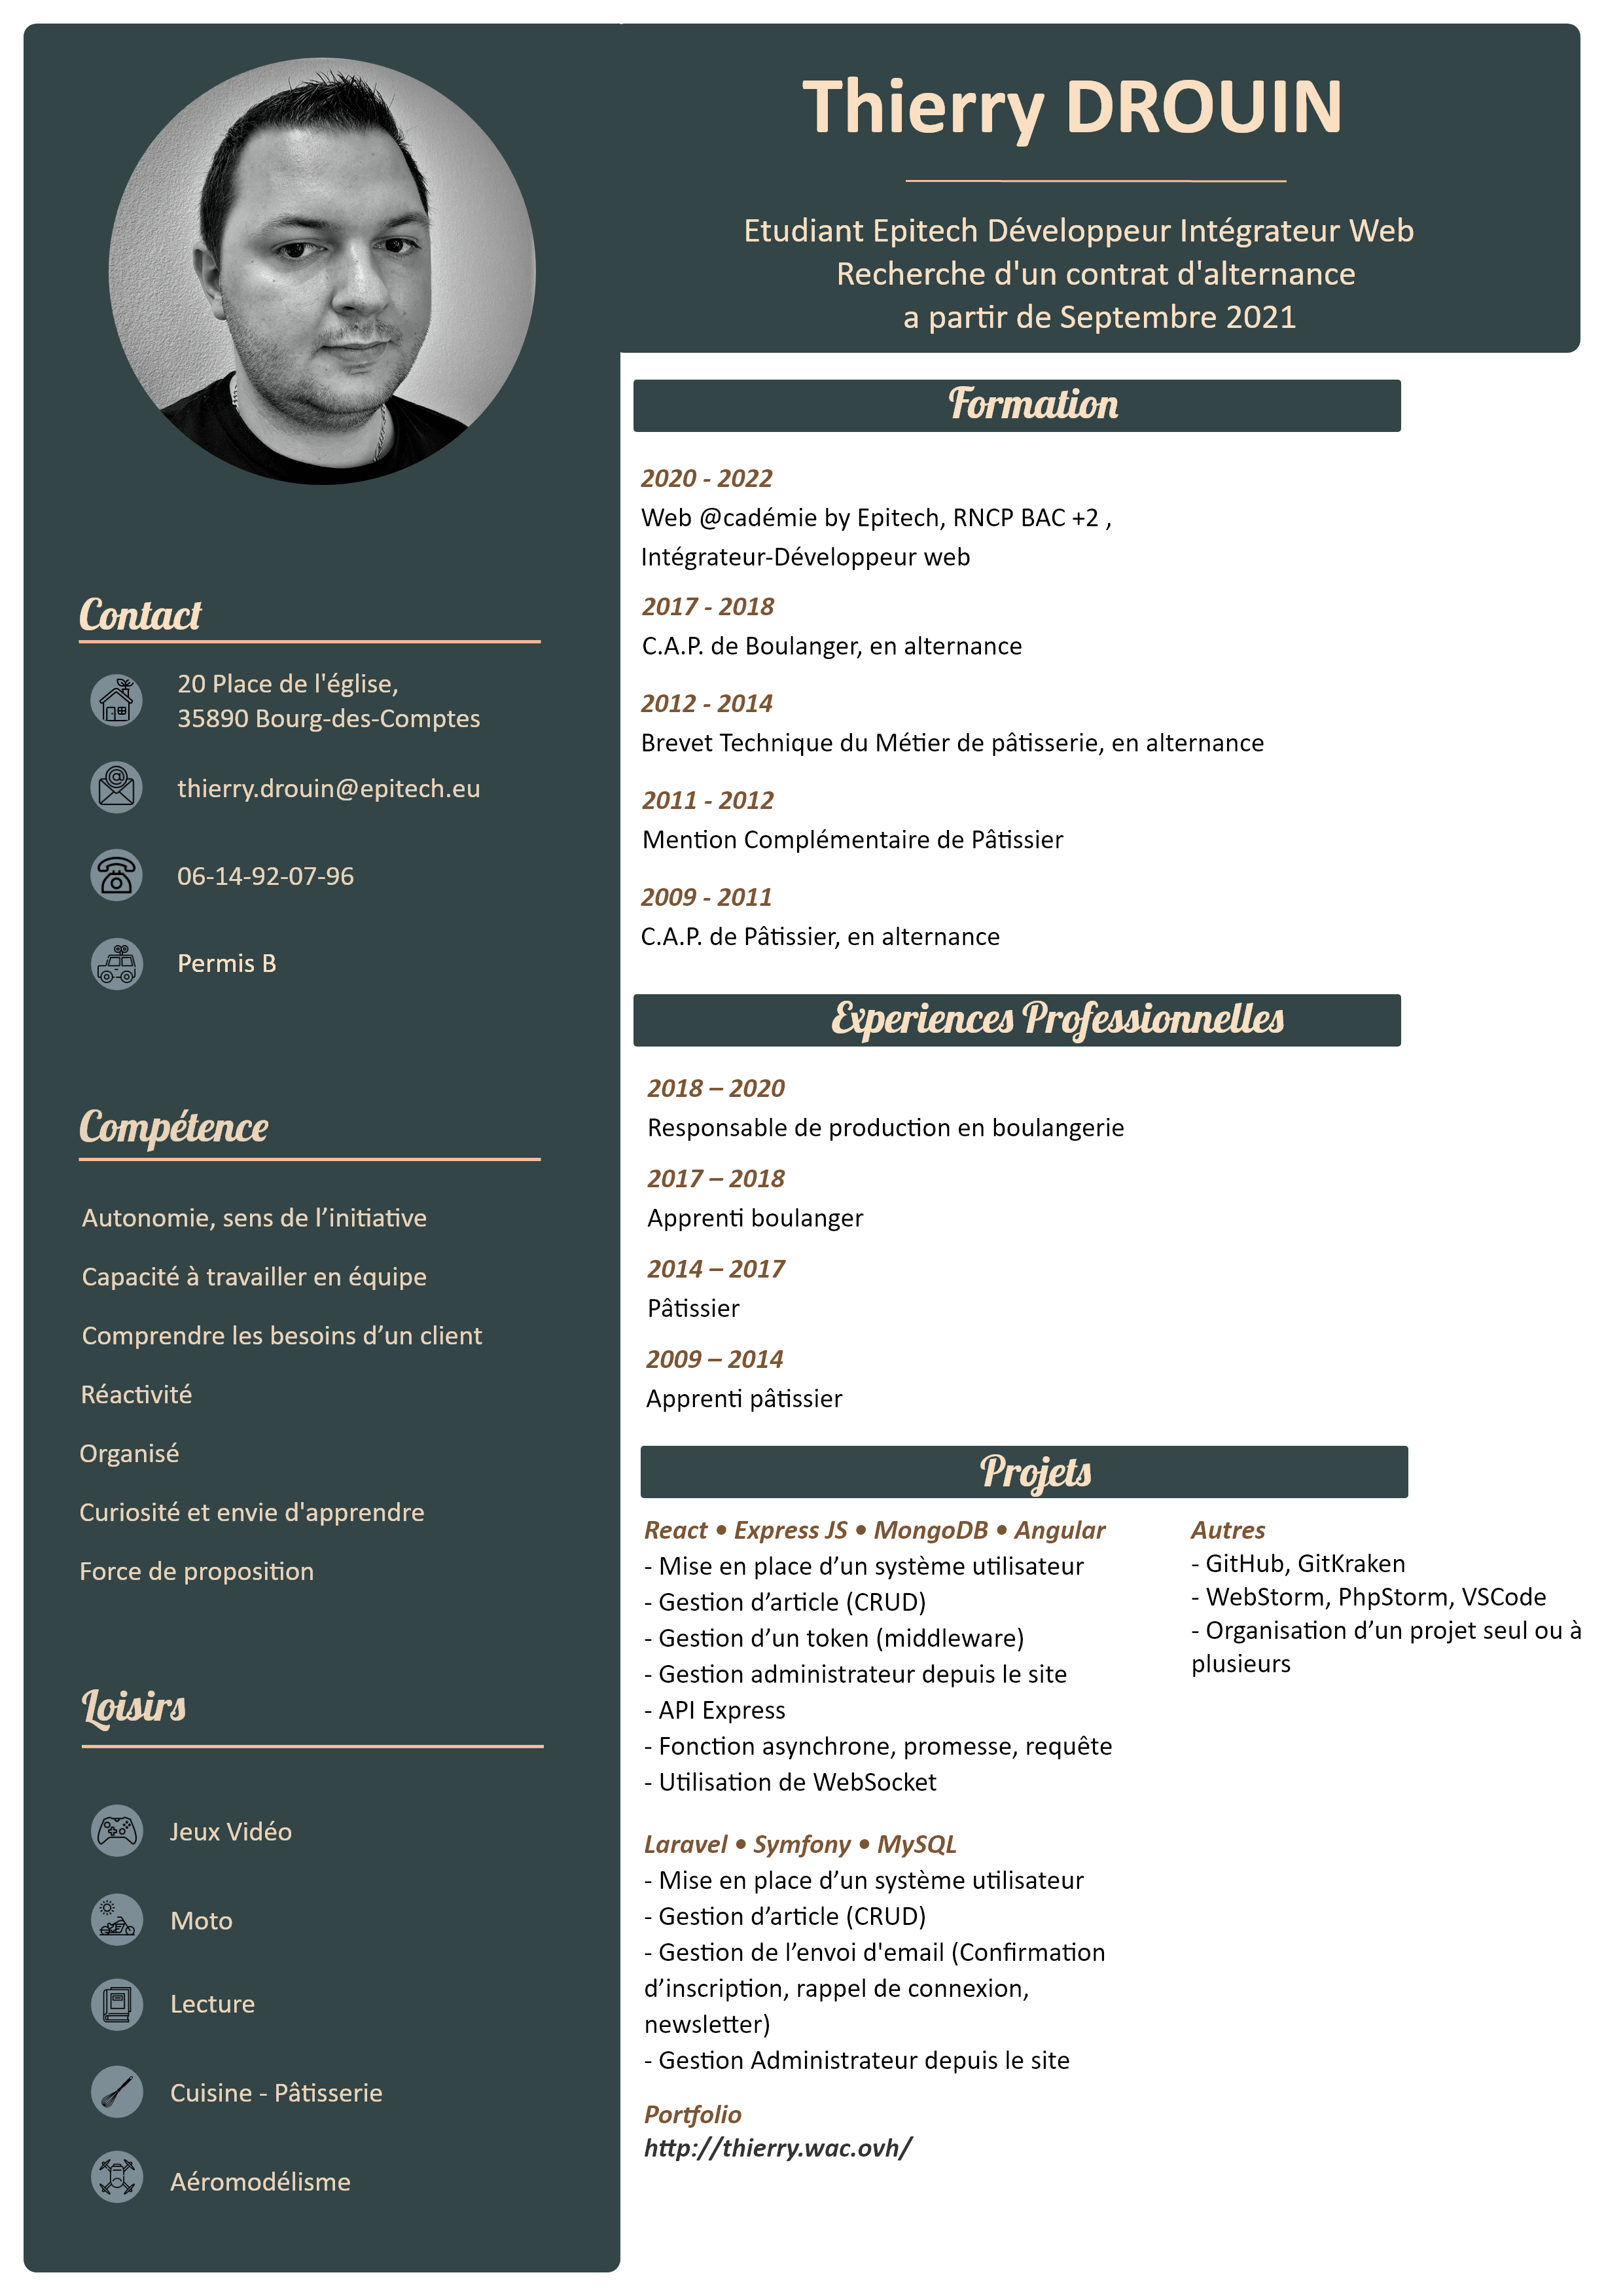 Thierry DROUIN
Etudiant Epitech Développeur Intégrateur Web
Recherche d'un contrat d'alternance
a partir de Septembre 2021
Contact
20 Place de l'église,
35890 Bourg-des-Comptes
thierry.drouin@epitech.eu
06-14-92-07-96
Permis B
Compétence
Autonomie, sens de l’initiative
Capacité à travailler en équipe
Comprendre les besoins d’un client
Réactivité
Organisé
Curiosité et envie d'apprendre
Force de proposition
Loisirs
Jeux Vidéo
Moto
Lecture
Cuisine - Pâtisserie
Aéromodélisme
Formation
2020 - 2022
Web @cadémie by Epitech, RNCP BAC +2 ,
Intégrateur-Développeur web
2017 - 2018
C.A.P. de Boulanger, en alternance
2012 - 2014
Brevet Technique du Métier de pâtisserie, en alternance
2011 - 2012
Mention Complémentaire de Pâtissier
2009 - 2011
C.A.P. de Pâtissier, en alternance
Experiences Professionnelles
2018 – 2020
Responsable de production en boulangerie
2017 – 2018
Apprenti boulanger
2014 – 2017
Pâtissier
2009 – 2014
Apprenti pâtissier
Projets
React • Express JS • MongoDB • Angular
- Mise en place d’un système utilisateur
- Gestion d’article (CRUD)
- Gestion d’un token (middleware)
- Gestion administrateur depuis le site
- API Express
- Fonction asynchrone, promesse, requête
- Utilisation de WebSocket
Laravel • Symfony • MySQL
- Mise en place d’un système utilisateur
- Gestion d’article (CRUD)
- Gestion de l’envoi d'email (Confirmation
d’inscription, rappel de connexion,
newsletter)
- Gestion Administrateur depuis le site
Portfolio
http://thierry.wac.ovh/
Autres
- GitHub, GitKraken
- WebStorm, PhpStorm, VSCode
- Organisation d’un projet seul ou à
plusieurs